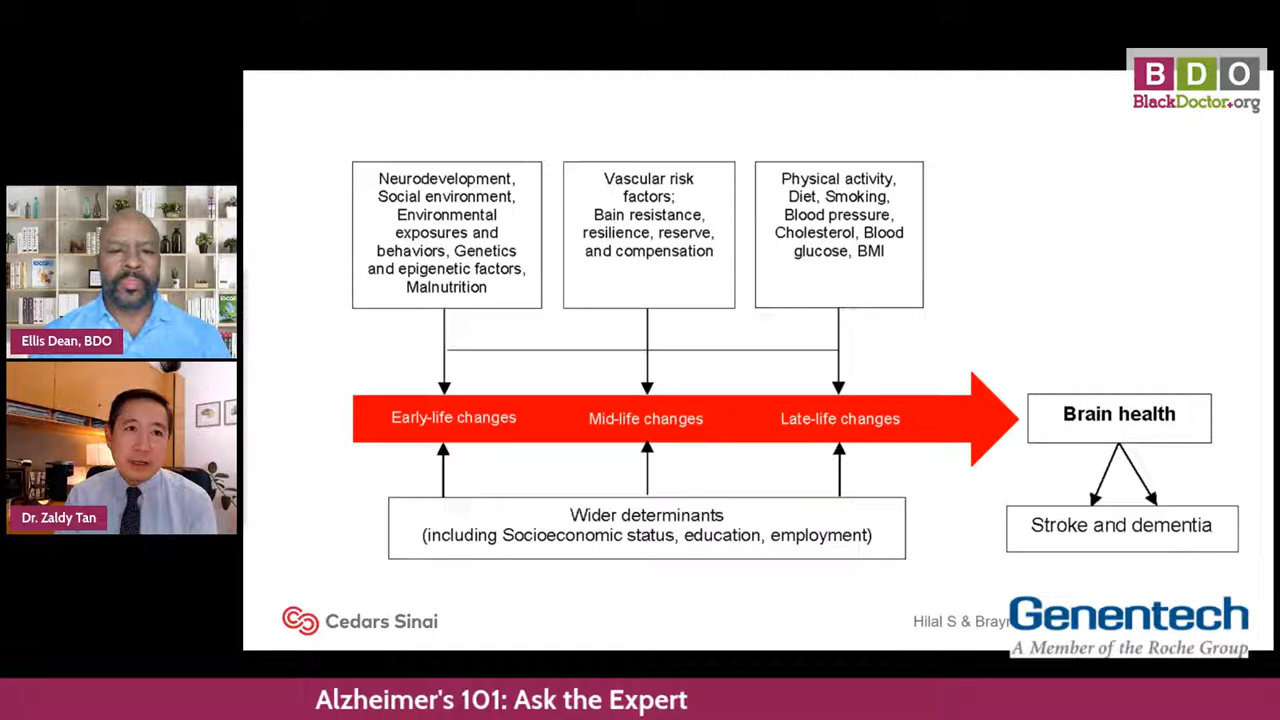 B D O
BlackDoctor.org
Neurodevelopment,
Social environment,
Environmental
exposures and
behaviors, Genetics
and epigenetic factors,
Malnutrition
Vascular risk
factors;
Bain resistance,
resilience, reserve,
and compensation
Physical activity,
Diet, Smoking,
Blood pressure,
Cholesterol, Blood
glucose, BMI
Early-life changes
Mid-life changes
Late-life changes
Brain health
Stroke and dementia
Wider determinants
(including Socioeconomic status, education, employment)
Ellis Dean, BDO
Dr. Zaldy Tan
Cedars Sinai
Hilal S &
Genentech
A Member of the Roche Group
Alzheimer's 101: Ask the Expert